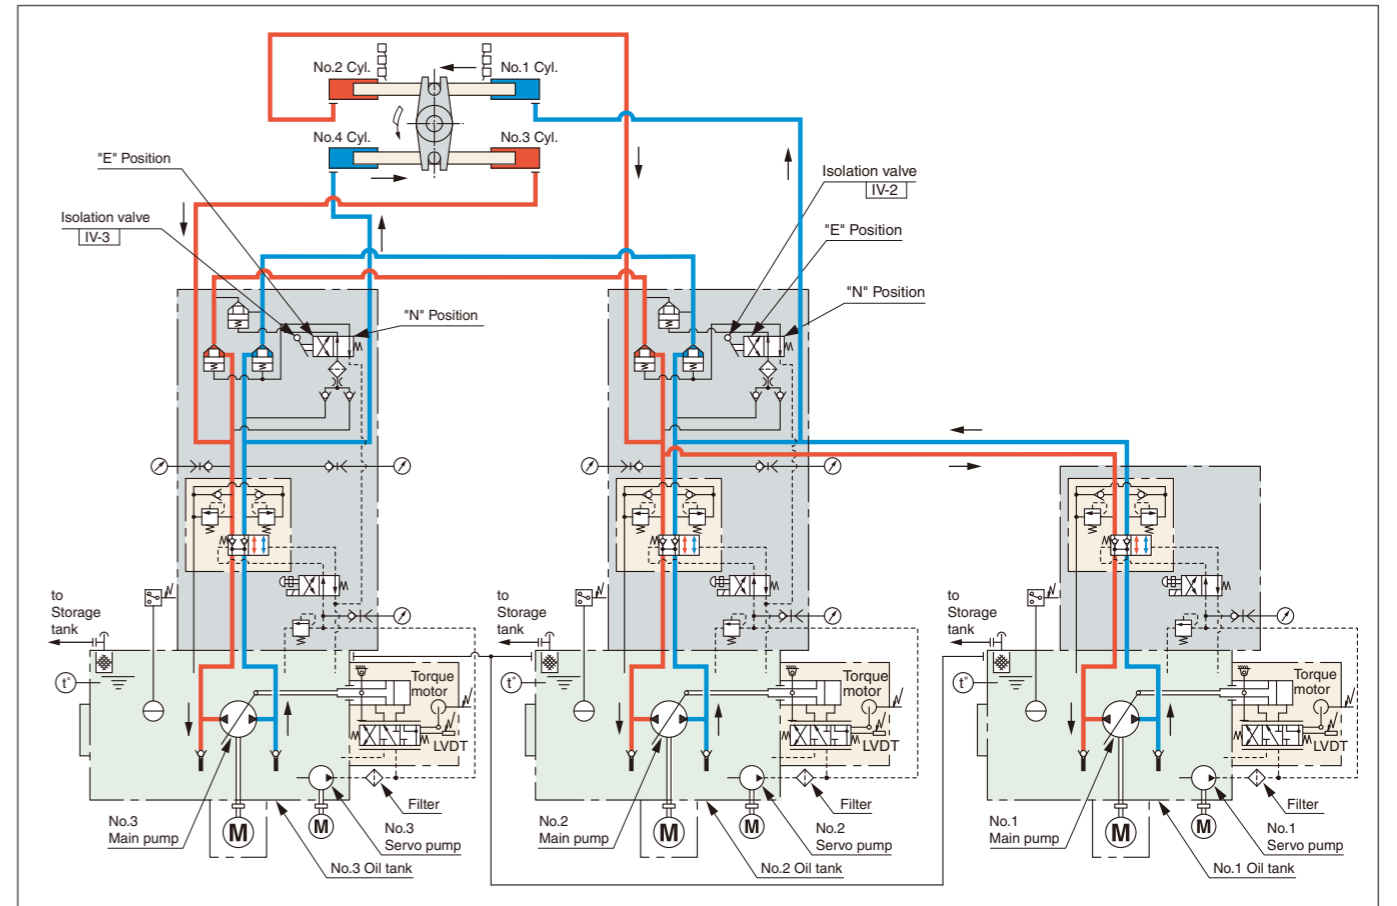 No.2 Cyl.
No.1 Cyl.
No.4 Cyl.
No.3 Cyl.
"E" Position
Isolation valve
IV-2
Isolation valve
IV-3
"E" Position
"N" Position
"N" Position
to
Storage
tank
to
Storage
tank
to
Storage
tank
t°
Torque
motor
LVDT
t°
Torque
motor
LVDT
t°
Torque
motor
LVDT
Filter
Filter
Filter
No.3
Main pump
M
M
No.3
Servo pump
No.2
Main pump
M
M
No.2
Servo pump
No.1
Main pump
M
M
No.1
Servo pump
No.3 Oil tank
No.2 Oil tank
No.1 Oil tank